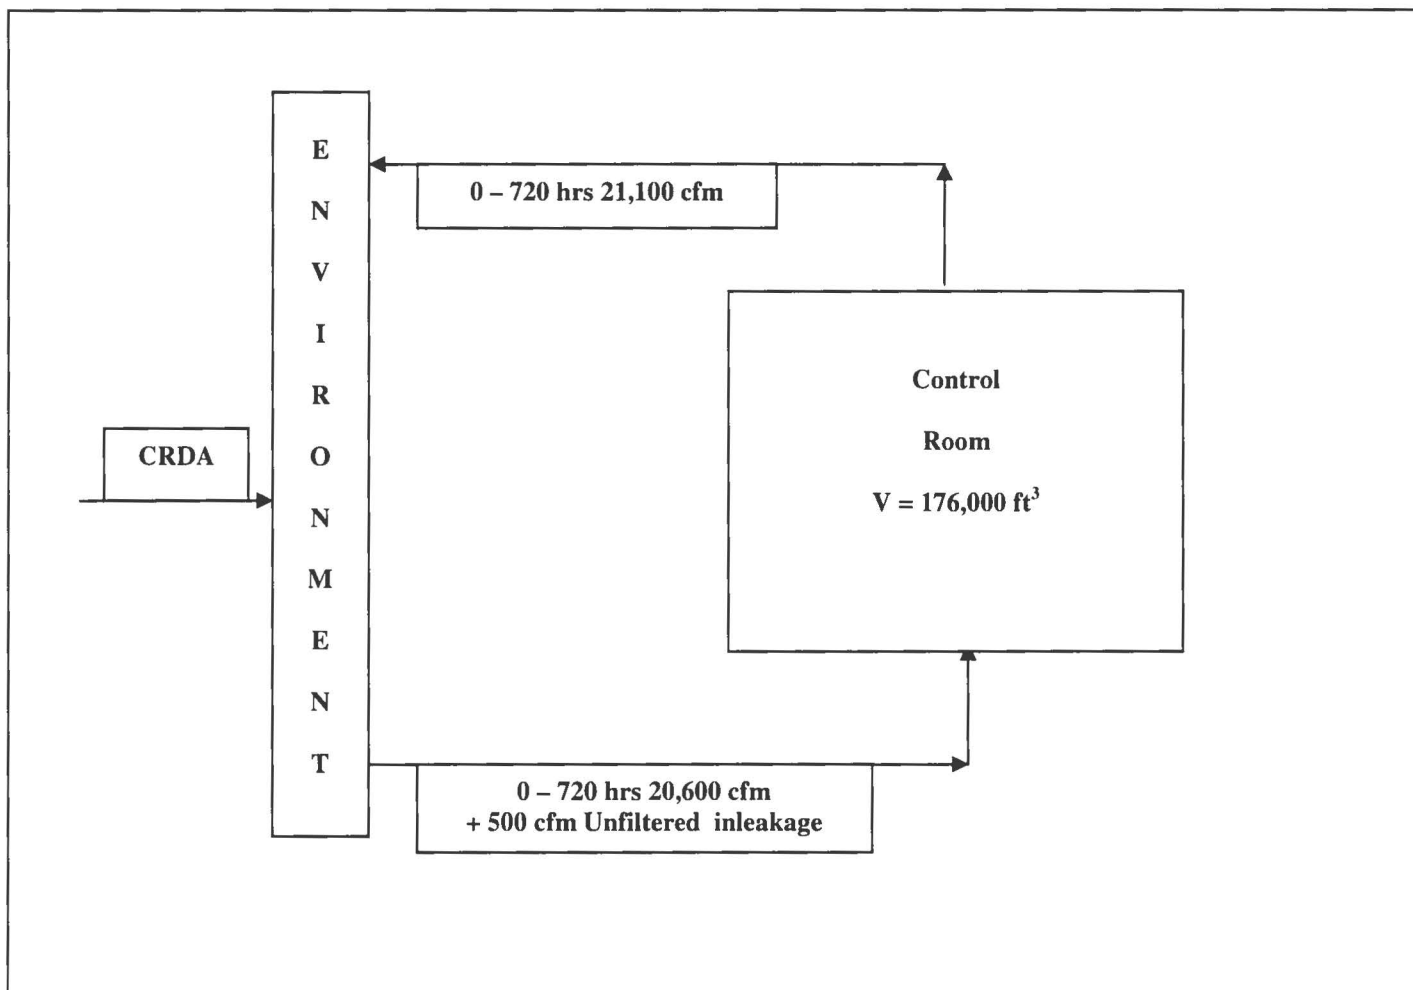 ENVIRONMENT
0 – 720 hrs 21,100 cfm
Control
Room
V = 176,000 ft³
CRDA
0 – 720 hrs 20,600 cfm
+ 500 cfm Unfiltered inleakage